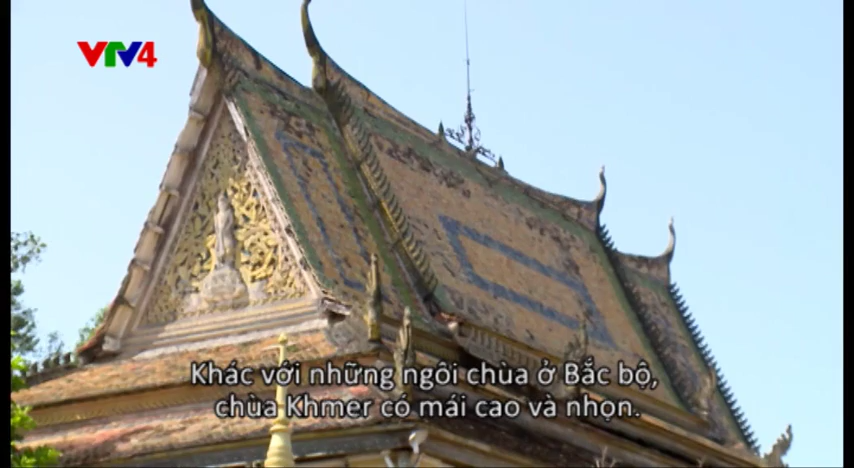 VTV4
Khác với những ngôi chùa ở Bắc bộ,
chùa Khmer có mái cao và nhọn.